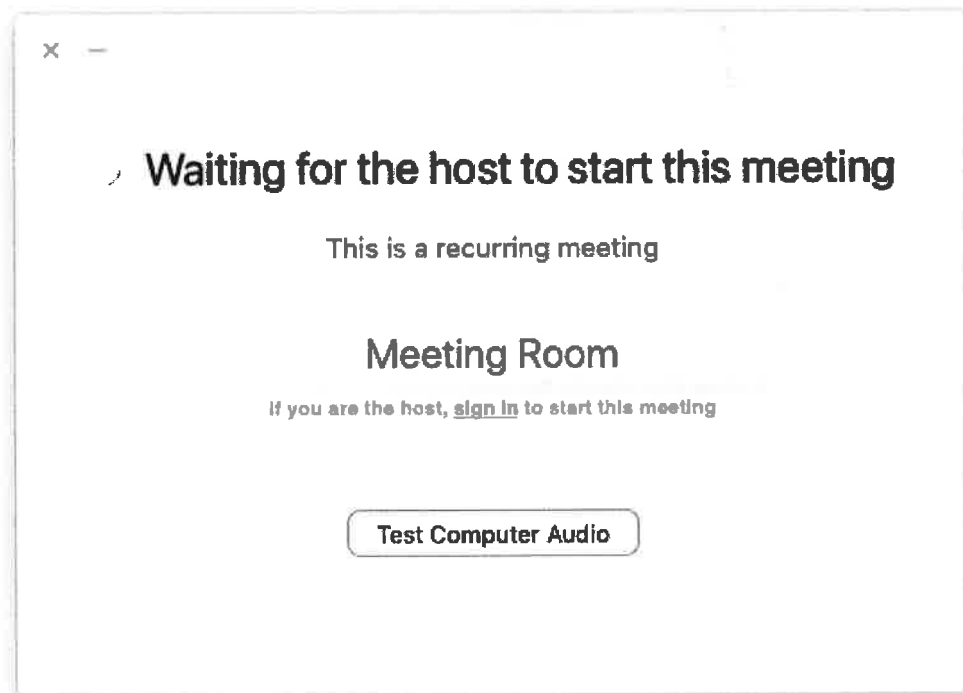 Waiting for the host to start this meeting
This is a recurring meeting
Meeting Room
If you are the host, sign in to start this meeting
Test Computer Audio